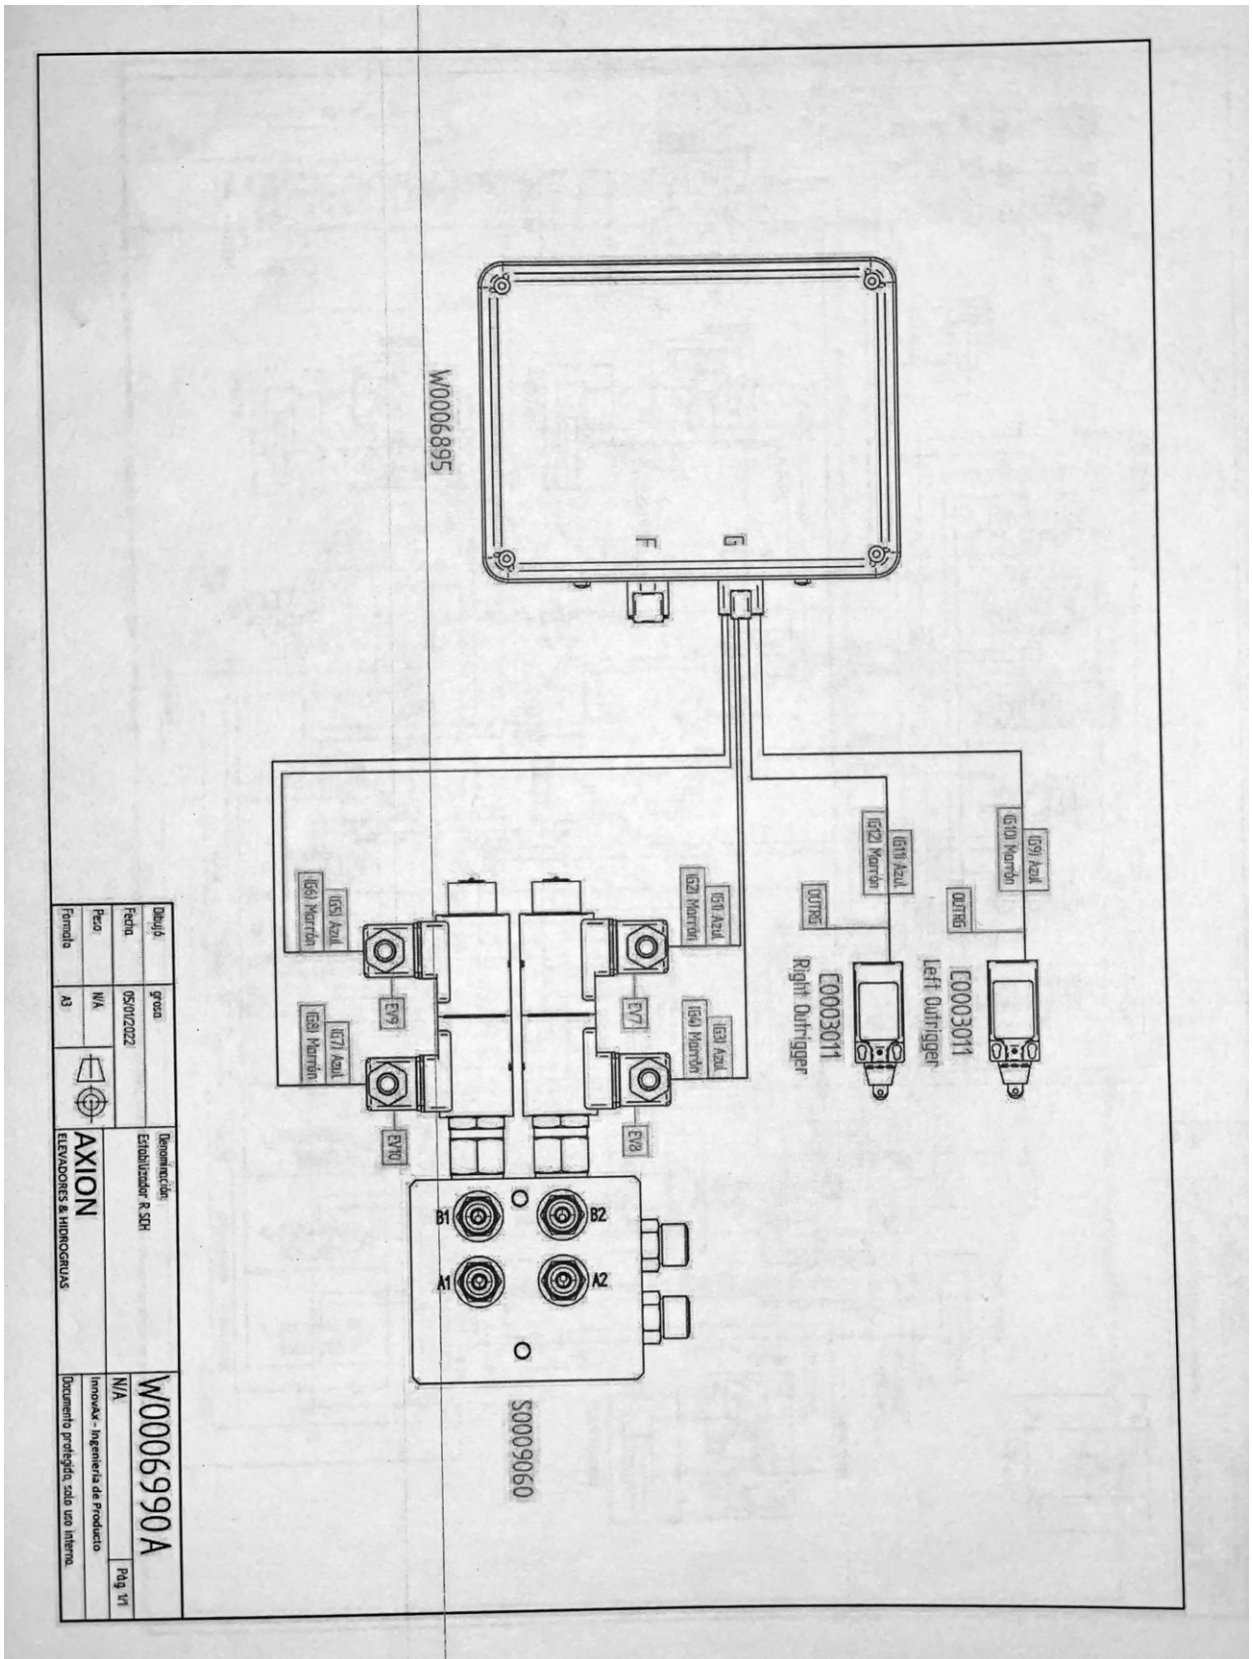 (G9) Azul
(G10) Marrón
OUTRG
C0003011
Left Outrigger
(G11) Azul
(G12) Marrón
OUTRG
C0003011
Right Outrigger
W0006895
G
F
(G1) Azul
(G2) Marrón
EV7
(G3) Azul
(G4) Marrón
EV8
(G5) Azul
(G6) Marrón
EV9
(G7) Azul
(G8) Marrón
EV10
B2
A2
B1
A1
S0009060
Dibujó: grosa
Fecha: 05/01/2022
Peso: N/A
Formato A3
Denominación:
Estabilizador R SEH
AXION
ELEVADORES & HIDROGRUAS
W0006990A
N/A
Pág. 1/1
InnovAx - Ingeniería de Producto
Documento protegido, solo uso interno.